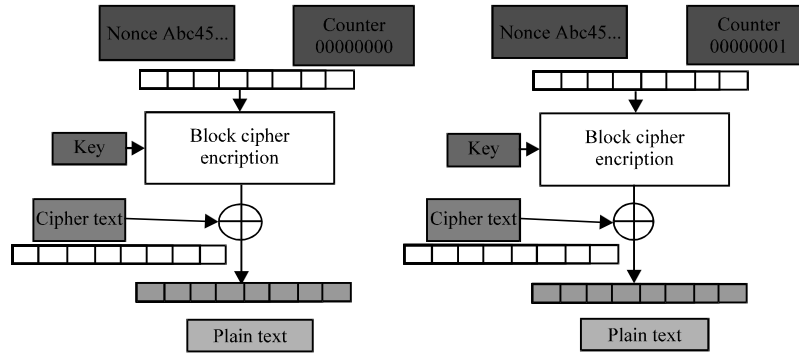 Nonce Abc45...
Counter
00000000
Block cipher
encription
Key
Cipher text
Plain text
Nonce Abc45...
Counter
00000001
Block cipher
encription
Key
Cipher text
Plain text